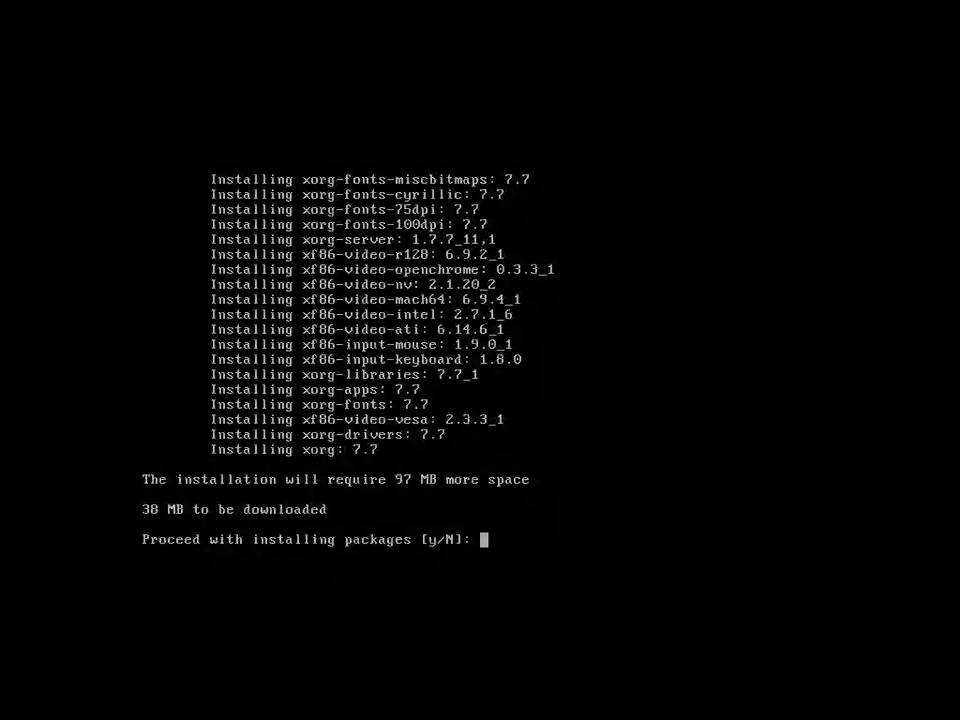 Installing xorg-fonts-miscbitmaps: 7.7
Installing xorg-fonts-cyrillic: 7.7
Installing xorg-fonts-75dpi: 7.7
Installing xorg-fonts-100dpi: 7.7
Installing xorg-server: 1.7.7_11,1
Installing xf86-video-r128: 6.9.2_1
Installing xf86-video-openchrome: 0.3.3_1
Installing xf86-video-nv: 2.1.20_2
Installing xf86-video-mach64: 6.9.4_1
Installing xf86-video-intel: 2.7.1_6
Installing xf86-video-ati: 6.14.6_1
Installing xf86-input-mouse: 1.9.0_1
Installing xf86-input-keyboard: 1.8.0
Installing xorg-libraries: 7.7_1
Installing xorg-apps: 7.7
Installing xorg-fonts: 7.7
Installing xf86-video-vesa: 2.3.3_1
Installing xorg-drivers: 7.7
Installing xorg: 7.7
The installation will require 97 MB more space
38 MB to be downloaded
Proceed with installing packages [y/N]: